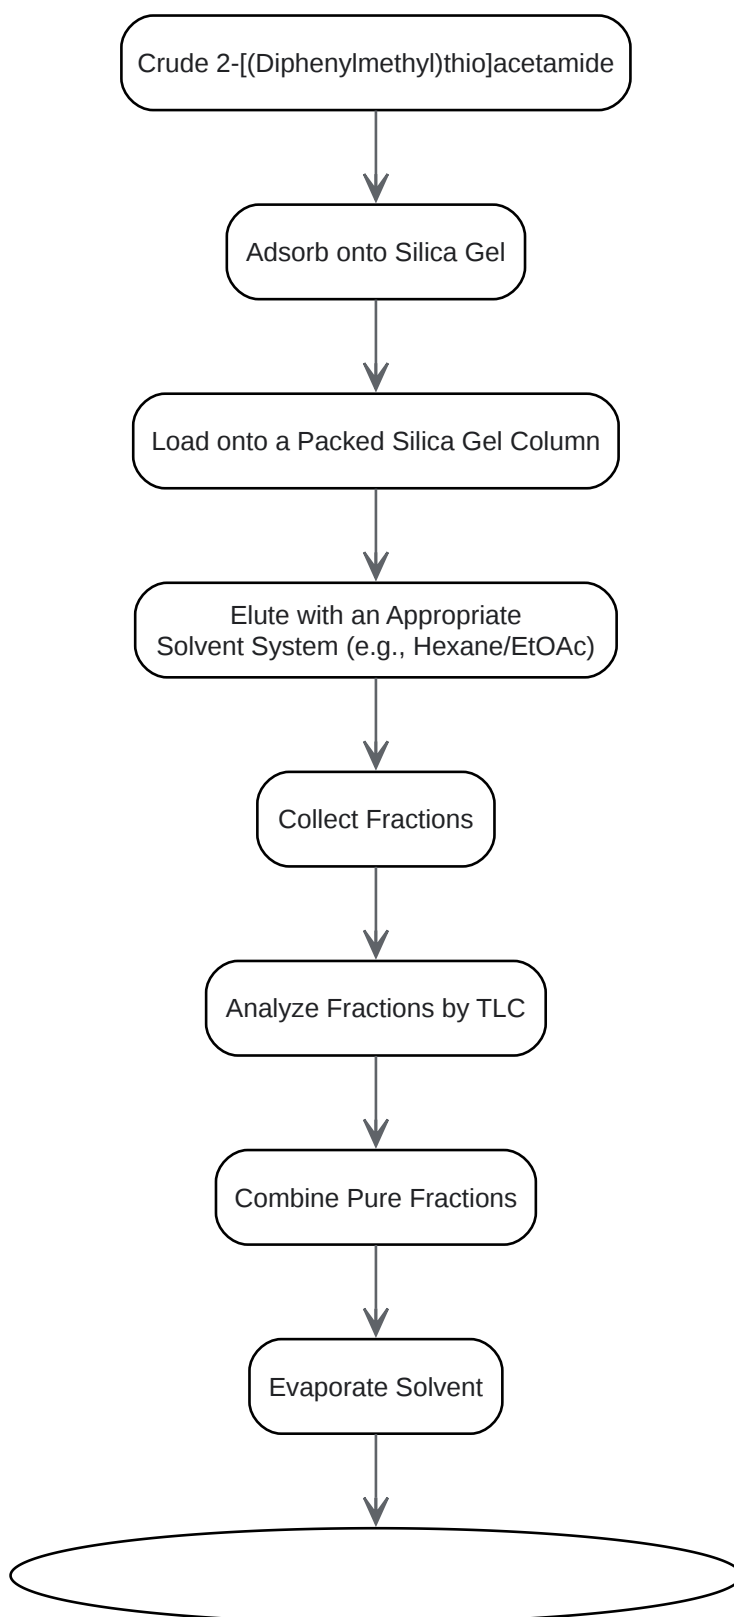 Crude 2-[(Diphenylmethyl)thio]acetamide
Adsorb onto Silica Gel
Load onto a Packed Silica Gel Column
Elute with an Appropriate
Solvent System (e.g., Hexane/EtOAc)
Collect Fractions
Analyze Fractions by TLC
Combine Pure Fractions
Evaporate Solvent